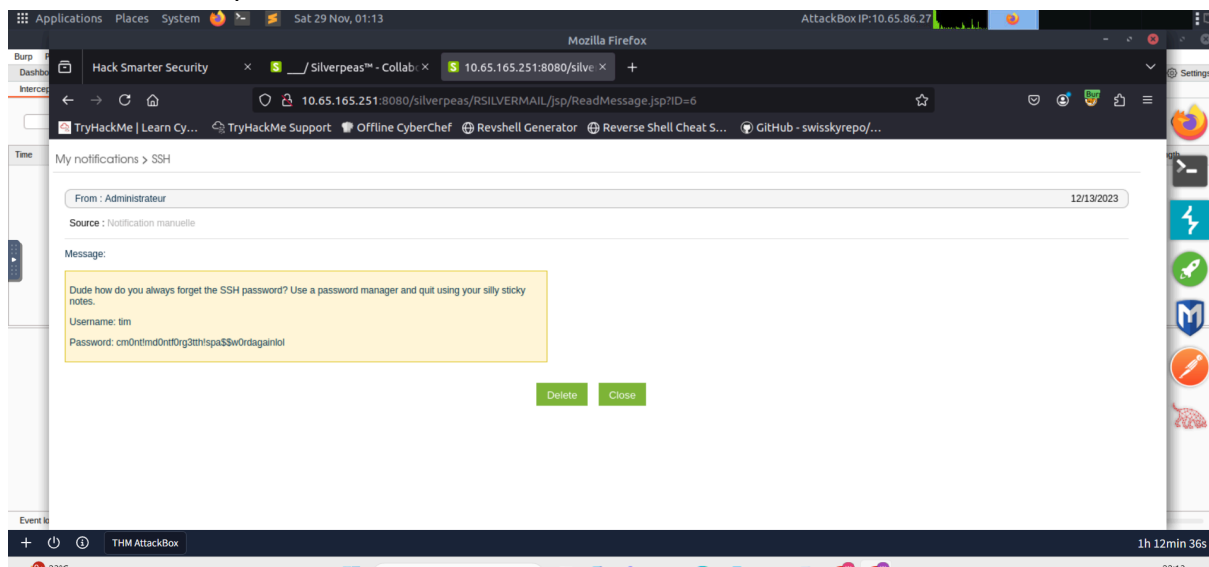 Applications Places System Sat 29 Nov, 01:13 AttackBox IP:10.65.86.27
Mozilla Firefox
Burp
Hack Smarter Security
___/ Silverpeas™ - Collab
10.65.165.251:8080/silve
Settings
10.65.165.251:8080/silverpeas/RSILVERMAIL/jsp/ReadMessage.jsp?ID=6
TryHackMe | Learn Cy... TryHackMe Support Offline CyberChef Revshell Generator Reverse Shell Cheat S... GitHub - swisskyrepo/...
Time
My notifications > SSH
From : Administrateur 12/13/2023
Source : Notification manuelle
Message:
Dude how do you always forget the SSH password? Use a password manager and quit using your silly sticky
notes.
Username: tim
Password: cm0nt!md0ntf0rg3tth!spa$$w0rdagainlol
Delete Close
THM AttackBox 1h 12min 36s